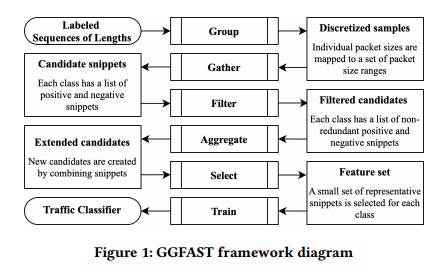 Labeled
Sequences of Lengths
Group
Discretized samples
Individual packet sizes are
mapped to a set of packet
size ranges
Candidate snippets
Each class has a list of
positive and negative
snippets
Gather
Filter
Filtered candidates
Each class has a list of non-
redundant positive and
negative snippets
Extended candidates
New candidates are created
by combining snippets
Aggregate
Select
Feature set
A small set of representative
snippets is selected for each
class
Traffic Classifier
Train
Figure 1: GGFAST framework diagram